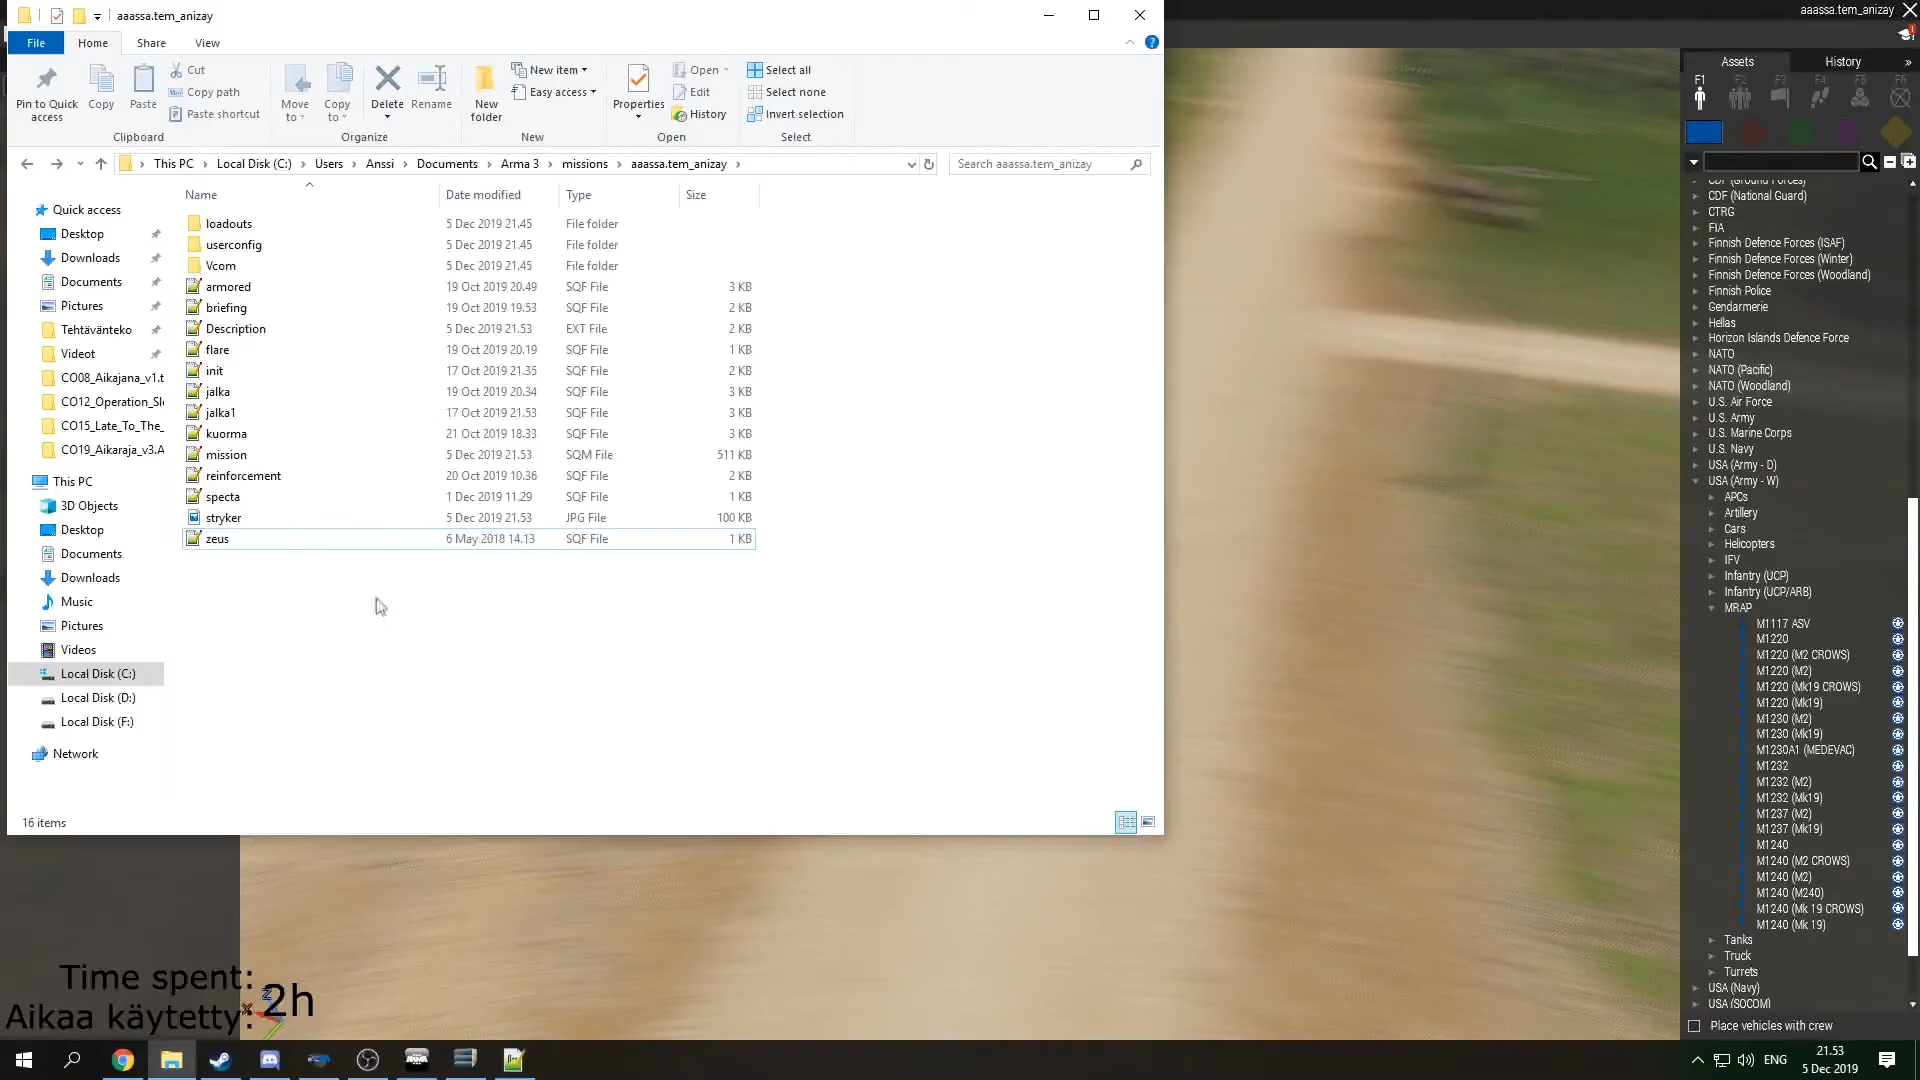 aaassa.tem_anizay
File
Home
Share
View
Pin to Quick access
Copy
Paste
Cut
Copy path
Paste shortcut
Clipboard
Move to
Copy to
Delete
Rename
Organize
New folder
New item
Easy access
New
Properties
Open
Edit
History
Open
Select all
Select none
Invert selection
Select
This PC
Local Disk (C:)
Users
Anssi
Documents
Arma 3
missions
aaassa.tem_anizay
Search aaassa.tem_anizay
Name Date modified Type Size
loadouts 5 Dec 2019 21.45 File folder
userconfig 5 Dec 2019 21.45 File folder
Vcom 5 Dec 2019 21.45 File folder
armored 19 Oct 2019 20.49 SQF File 3 KB
briefing 19 Oct 2019 19.53 SQF File 2 KB
Description 5 Dec 2019 21.53 EXT File 2 KB
flare 19 Oct 2019 20.19 SQF File 1 KB
init 17 Oct 2019 21.35 SQF File 2 KB
jalka 19 Oct 2019 20.34 SQF File 3 KB
jalka1 17 Oct 2019 21.53 SQF File 3 KB
kuorma 21 Oct 2019 18.33 SQF File 3 KB
mission 5 Dec 2019 21.53 SQM File 511 KB
reinforcement 20 Oct 2019 10.36 SQF File 2 KB
specta 1 Dec 2019 11.29 SQF File 1 KB
stryker 5 Dec 2019 21.53 JPG File 100 KB
zeus 6 May 2018 14.13 SQF File 1 KB
Quick access
Desktop
Downloads
Documents
Pictures
Tehtävänteko
Videot
CO08_Aikajana_v1.t
CO12_Operation_Sl
CO15_Late_To_The_
CO19_Aikaraja_v3.A
This PC
3D Objects
Desktop
Documents
Downloads
Music
Pictures
Videos
Local Disk (C:)
Local Disk (D:)
Local Disk (F:)
Network
16 items
aaassa.tem_anizay
Assets
History
F1 F2 F3 F4 F5 F6
CDF (Ground Forces)
CDF (National Guard)
CTRG
FIA
Finnish Defence Forces (ISAF)
Finnish Defence Forces (Winter)
Finnish Defence Forces (Woodland)
Finnish Police
Gendarmerie
Hellas
Horizon Islands Defence Force
NATO
NATO (Pacific)
NATO (Woodland)
U.S. Air Force
U.S. Army
U.S. Marine Corps
U.S. Navy
USA (Army - D)
USA (Army - W)
APCs
Artillery
Cars
Helicopters
IFV
Infantry (UCP)
Infantry (UCP/ARB)
MRAP
M1117 ASV
M1220
M1220 (M2 CROWS)
M1220 (M2)
M1220 (Mk19 CROWS)
M1220 (Mk19)
M1230 (M2)
M1230 (Mk19)
M1230A1 (MEDEVAC)
M1232
M1232 (M2)
M1232 (Mk19)
M1237 (M2)
M1237 (Mk19)
M1240
M1240 (M2 CROWS)
M1240 (M2)
M1240 (M240)
M1240 (Mk 19 CROWS)
M1240 (Mk 19)
Tanks
Truck
Turrets
USA (Navy)
USA (SOCOM)
Place vehicles with crew
Time spent:
Aikaa käytetty:
2h
ENG
21.53
5 Dec 2019